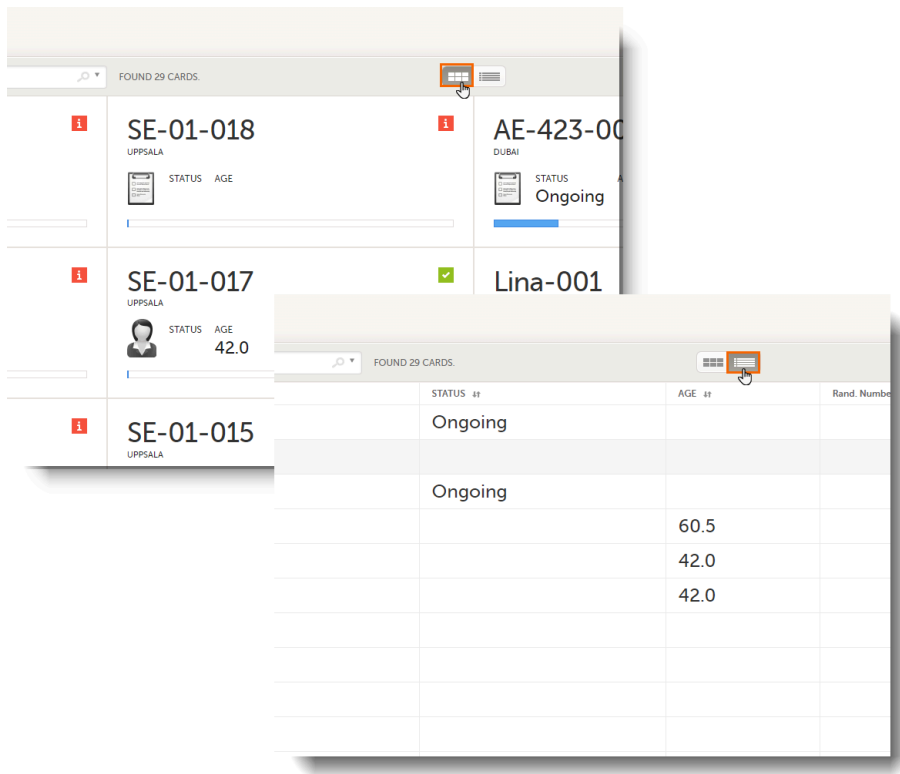 FOUND 29 CARDS.
SE-01-018
UPPSALA
STATUS AGE
AE-423-00
DUBAI
STATUS A
Ongoing
SE-01-017
UPPSALA
STATUS AGE
42.0
Lina-001
SE-01-015
UPPSALA
FOUND 29 CARDS.
STATUS AGE Rand. Numbe
Ongoing
Ongoing
60.5
42.0
42.0